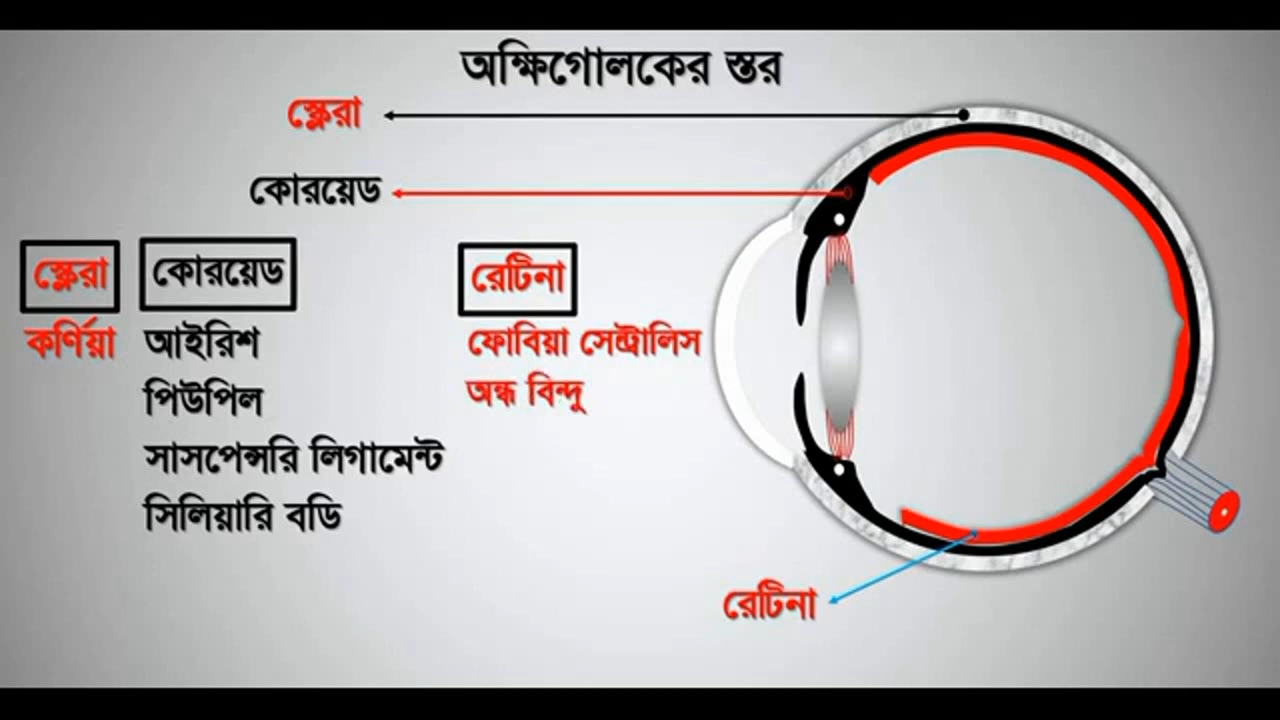 অক্ষিগোলকের স্তর
স্ক্লেরা
কোরয়েড
স্ক্লেরা কোরয়েড রেটিনা
কর্ণিয়া আইরিশ ফোবিয়া সেন্ট্রালিস
পিউপিল অন্ধ বিন্দু
সাসপেন্সরি লিগামেন্ট
সিলিয়ারি বডি
রেটিনা